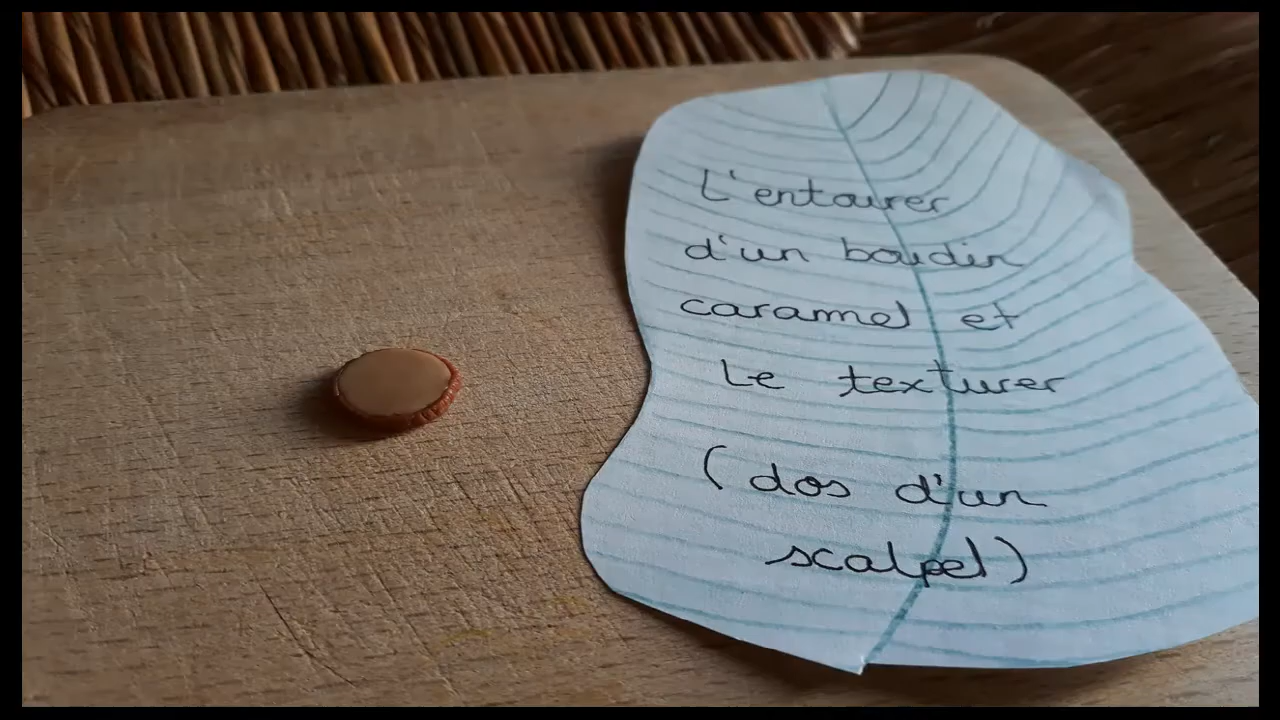 L'entourer
d'un boudin
caramel et
le texturer
(dos d'un
scalpel)